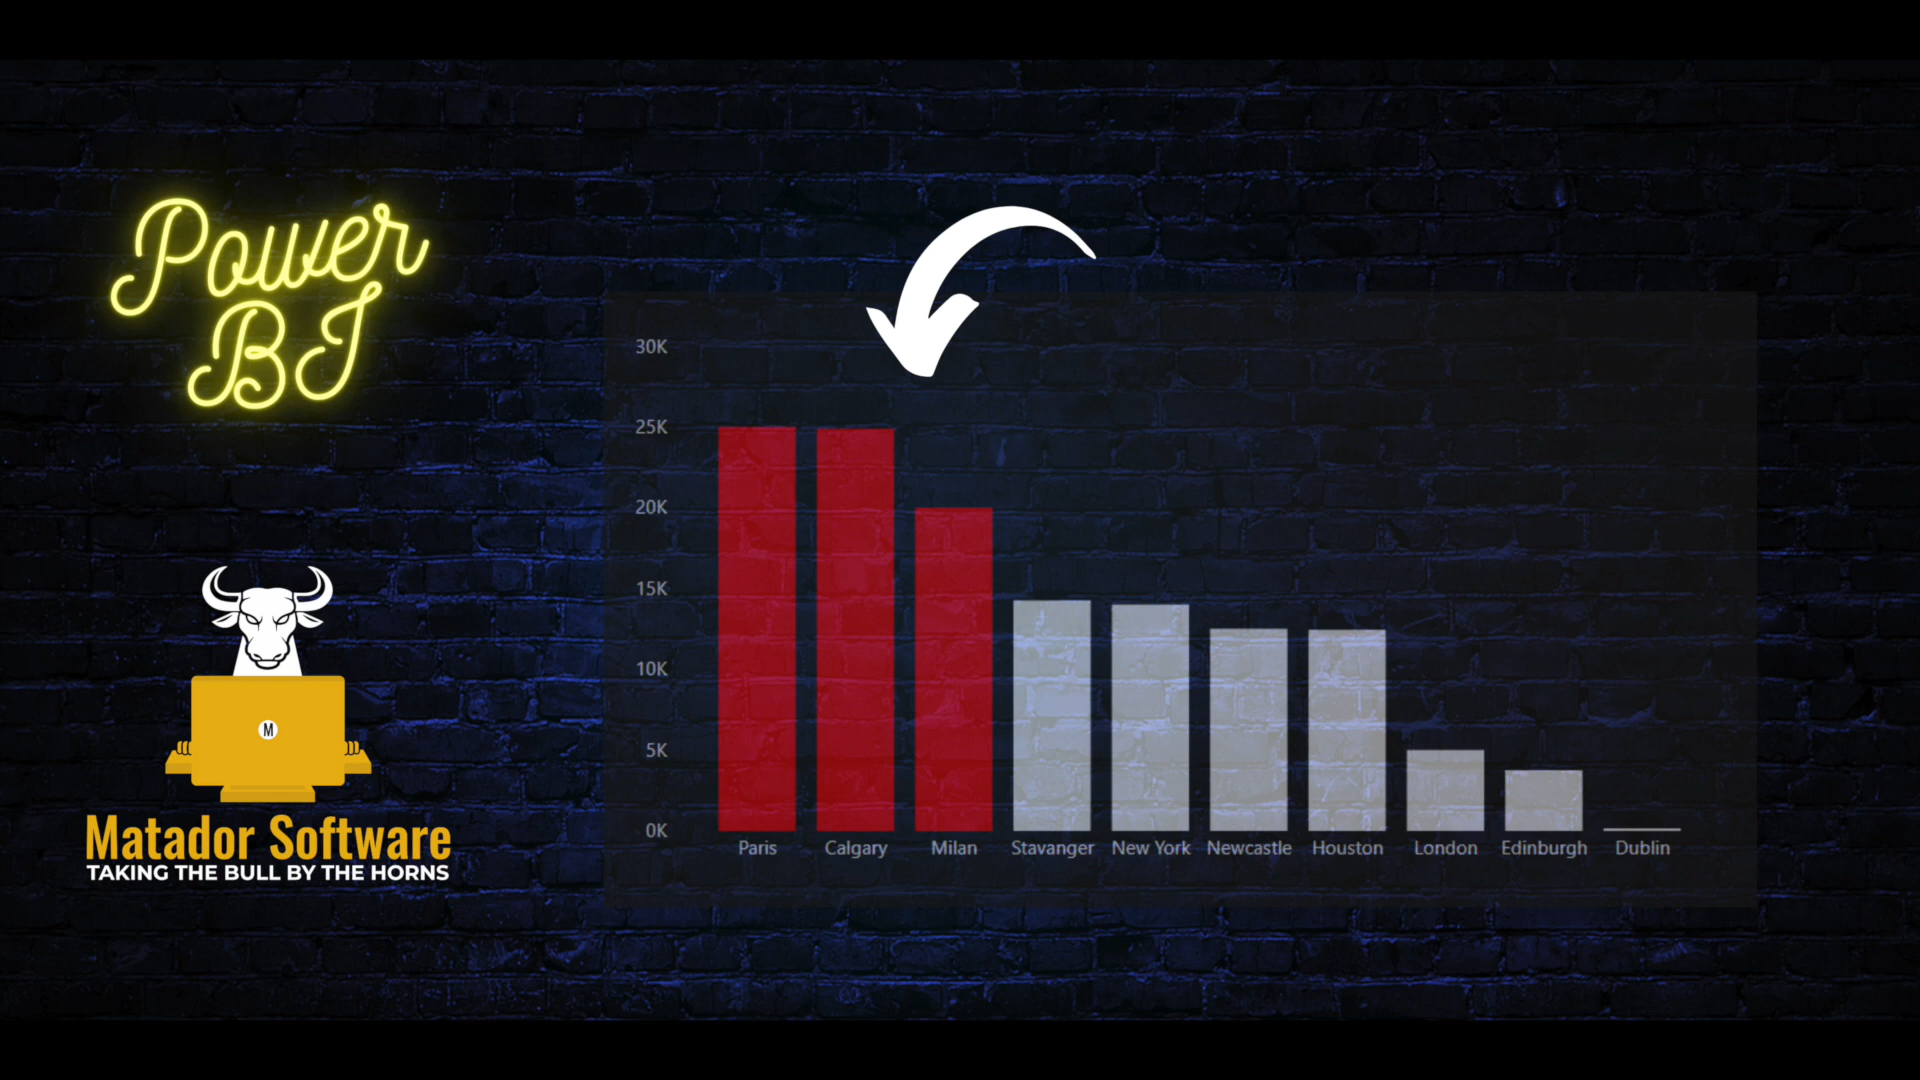 Power
BI
M
Matador Software
TAKING THE BULL BY THE HORNS
30K
25K
20K
15K
10K
5K
0K
Paris Calgary Milan Stavanger New York Newcastle Houston London Edinburgh Dublin